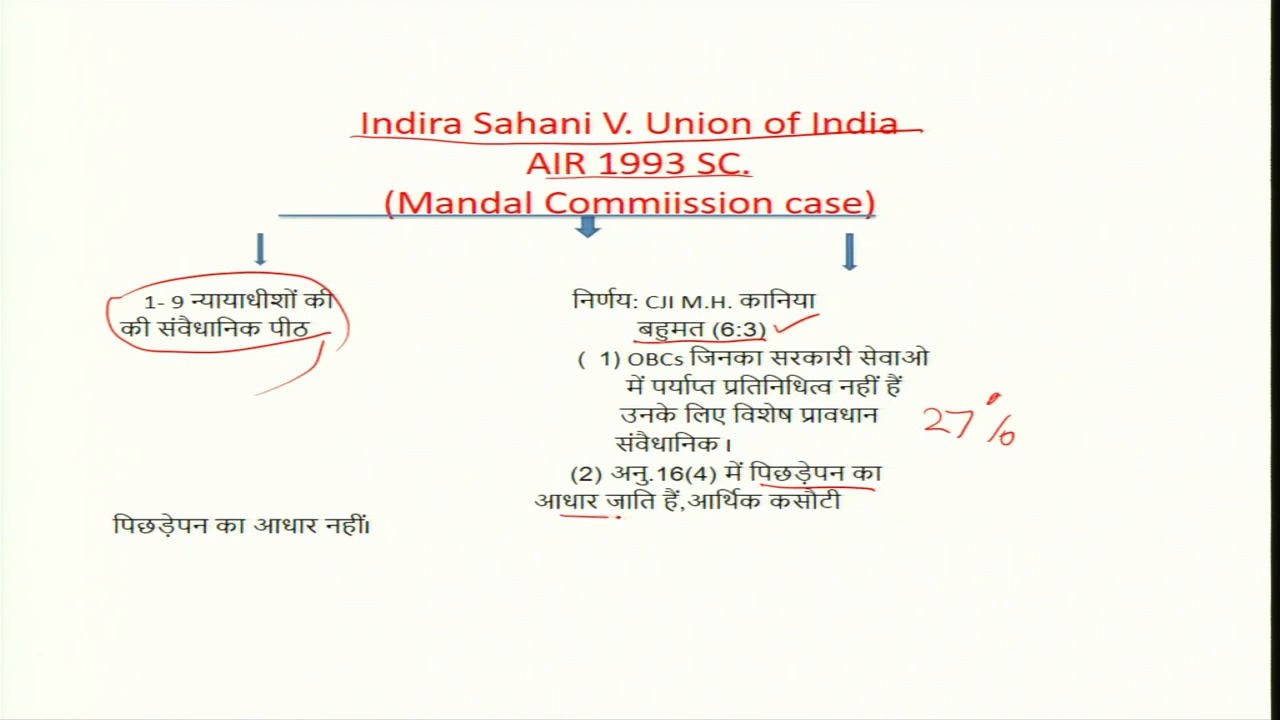 Indira Sahani V. Union of India
AIR 1993 SC.
(Mandal Commiission case)
1- 9 न्यायाधीशों की
की संवैधानिक पीठ
निर्णय: CJI M.H. कानिया
बहुमत (6:3)
( 1) OBCs जिनका सरकारी सेवाओ
में पर्याप्त प्रतिनिधित्व नहीं हैं
उनके लिए विशेष प्रावधान
संवैधानिक ।
27%
(2) अनु.16(4) में पिछड़ेपन का
आधार जाति हैं,आर्थिक कसौटी
पिछड़ेपन का आधार नहीं।